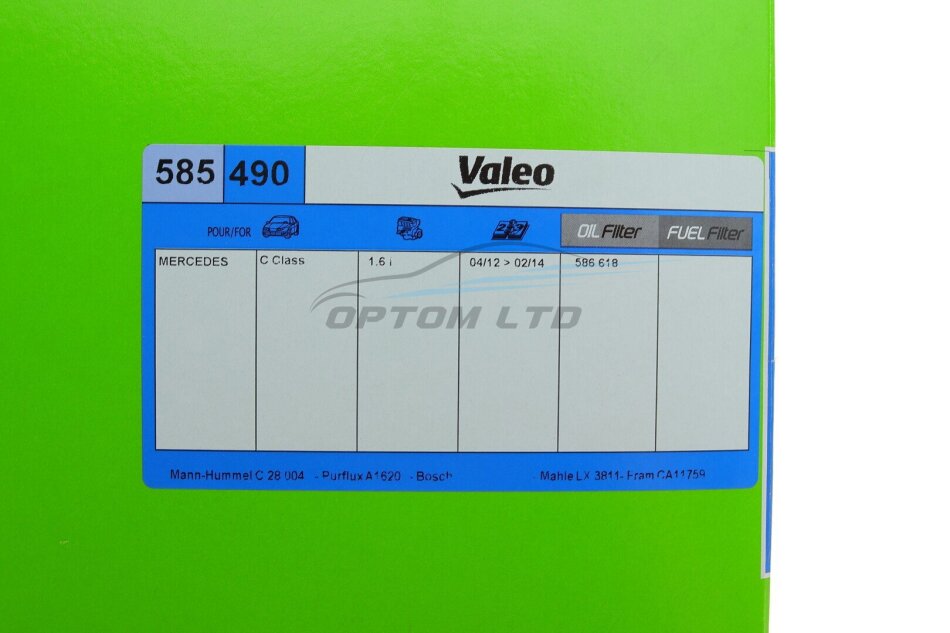 585 490 Valeo
POUR/FOR OIL Filter FUEL Filter
MERCEDES C Class 1.6 i 04/12 > 02/14 586 618
OPTOM LTD
Mann-Hummel C 28 004 - Purflux A1620 - Bosch - Mahle LX 3811- Fram CA11759